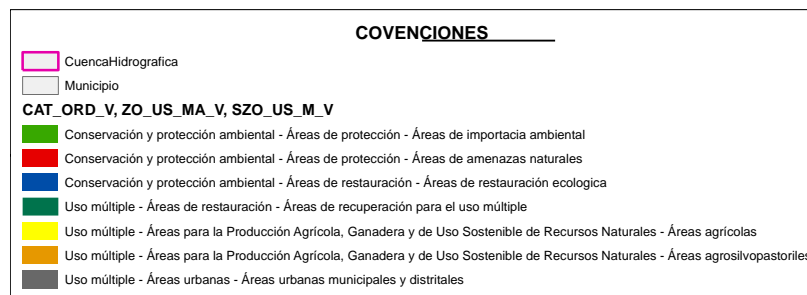 COVENCIONES
CuencaHidrografica
Municipio
CAT_ORD_V, ZO_US_MA_V, SZO_US_M_V
Conservación y protección ambiental - Áreas de protección - Áreas de importacia ambiental
Conservación y protección ambiental - Áreas de protección - Áreas de amenazas naturales
Conservación y protección ambiental - Áreas de restauración - Áreas de restauración ecologica
Uso múltiple - Áreas de restauración - Áreas de recuperación para el uso múltiple
Uso múltiple - Áreas para la Producción Agrícola, Ganadera y de Uso Sostenible de Recursos Naturales - Áreas agrícolas
Uso múltiple - Áreas para la Producción Agrícola, Ganadera y de Uso Sostenible de Recursos Naturales - Áreas agrosilvopastoriles
Uso múltiple - Áreas urbanas - Áreas urbanas municipales y distritales